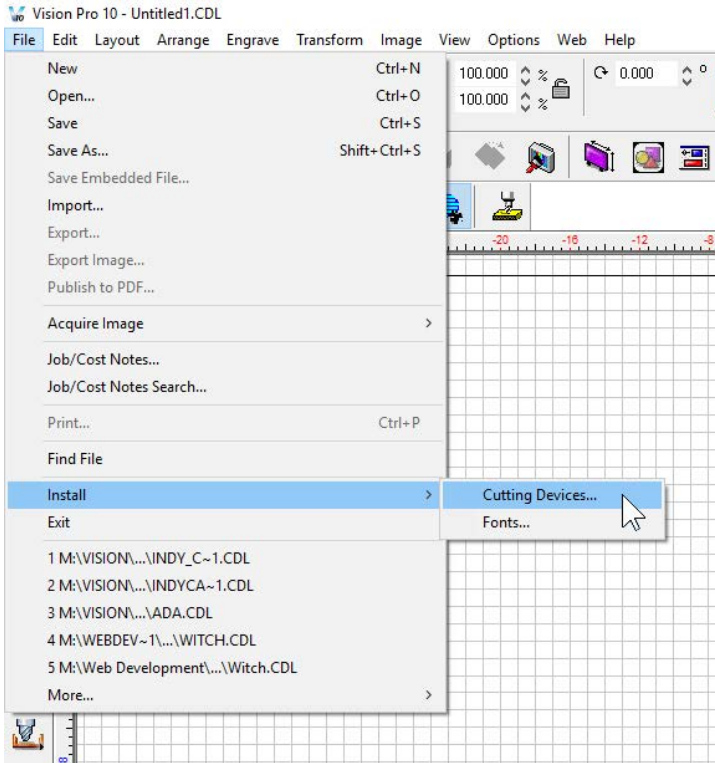 Vision Pro 10 - Untitled1.CDL
File Edit Layout Arrange Engrave Transform Image View Options Web Help
New Ctrl+N
100.000 % 0.000 °
Open... Ctrl+O
100.000 %
Save Ctrl+S
Save As... Shift+Ctrl+S
Save Embedded File...
Import...
Export...
-20 -16 -12 -8
Export Image...
Publish to PDF...
Acquire Image >
Job/Cost Notes...
Job/Cost Notes Search...
Print... Ctrl+P
Find File
Install >
Cutting Devices...
Exit
Fonts...
1 M:\VISION\...\INDY_C~1.CDL
2 M:\VISION\...\INDYCA~1.CDL
3 M:\VISION\...\ADA.CDL
4 M:\WEBDEV~1\...\WITCH.CDL
5 M:\Web Development\...\Witch.CDL
More... >
8